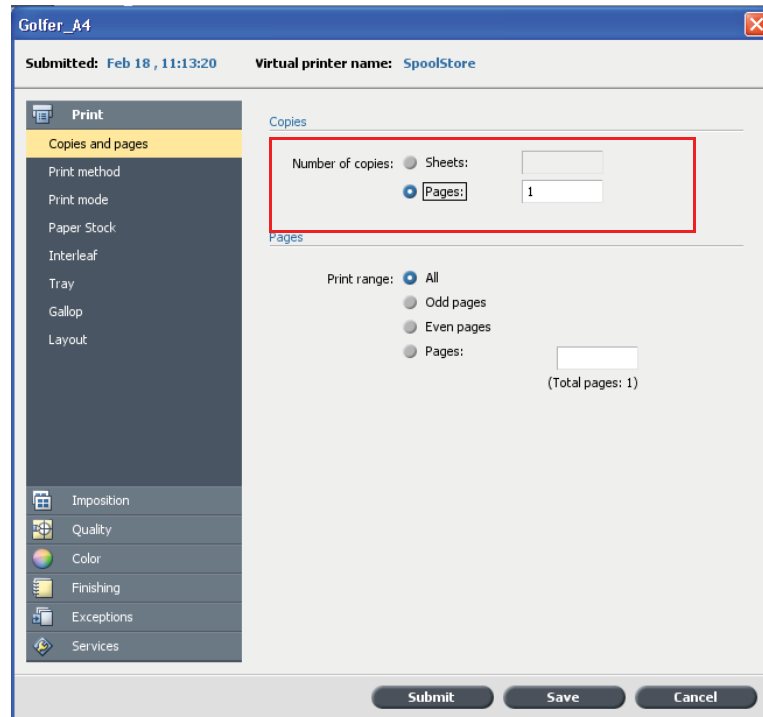 Golfer_A4
Submitted: Feb 18 , 11:13:20 Virtual printer name: SpoolStore
Print
Copies and pages
Print method
Print mode
Paper Stock
Interleaf
Tray
Gallop
Layout
Imposition
Quality
Color
Finishing
Exceptions
Services
Copies
Number of copies: Sheets:
Pages: 1
Pages
Print range: All
Odd pages
Even pages
Pages:
(Total pages: 1)
Submit Save Cancel